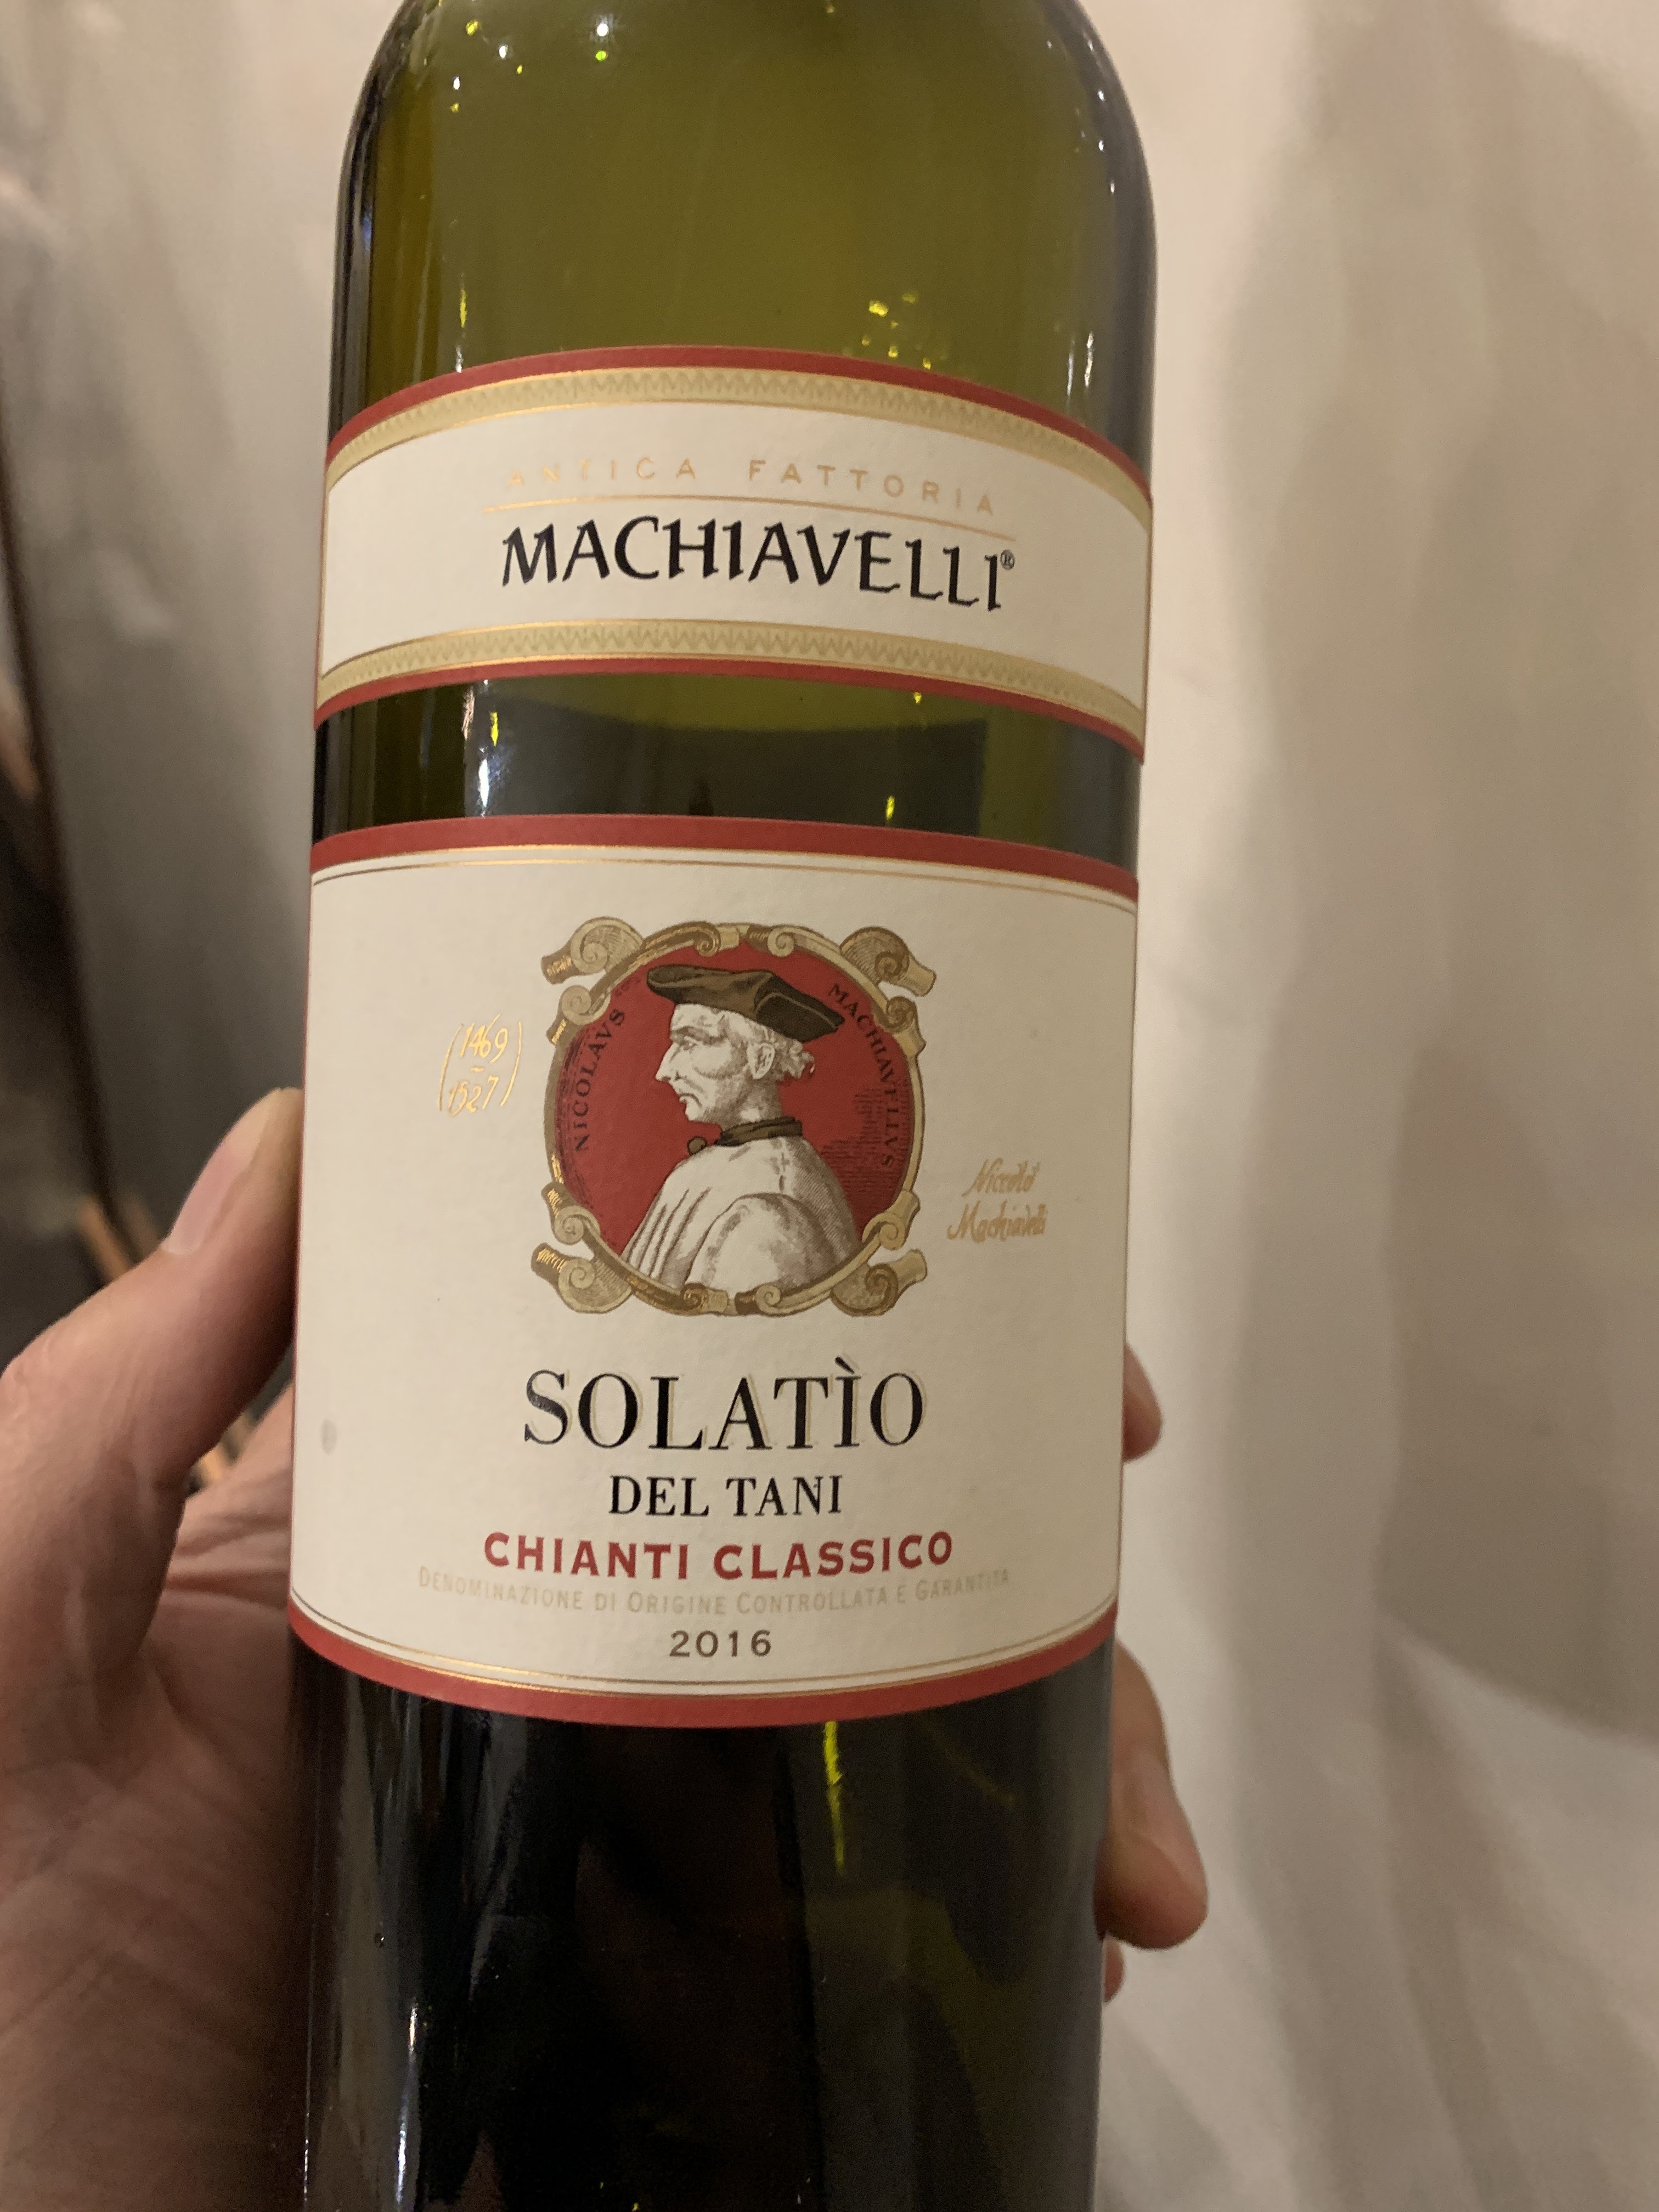 ANTICA FATTORIA
MACHIAVELLI®
(1469
-
1527)
NICOLAVS MACHIAVELLVS
Niccolò
Machiavelli
SOLATÌO
DEL TANI
CHIANTI CLASSICO
DENOMINAZIONE DI ORIGINE CONTROLLATA E GARANTITA
2016